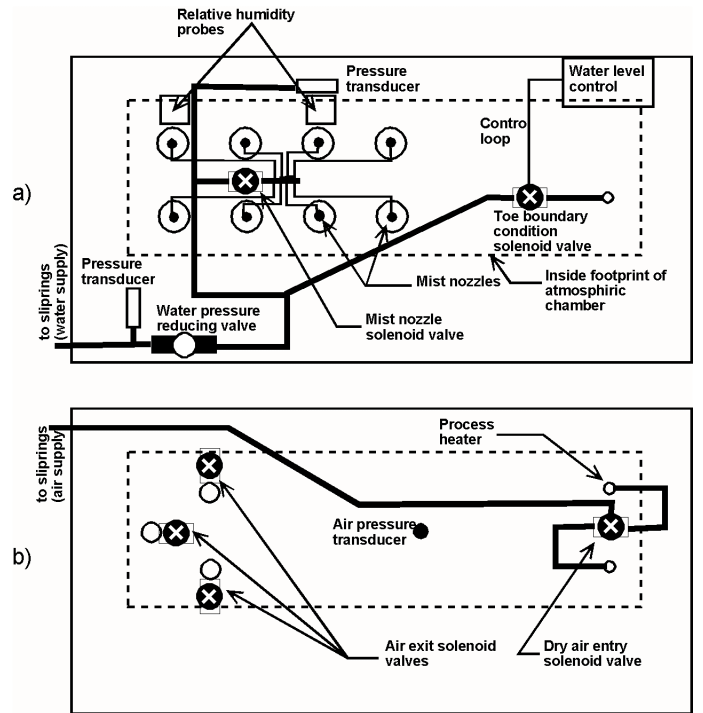 Relative humidity
probes
Pressure
transducer
Water level
control
Contro
loop
a)
Toe boundary
condition
solenoid valve
Pressure
transducer
Mist nozzles
Inside footprint of
atmosphiric
chamber
Water pressure
reducing valve
Mist nozzle
solenoid valve
to sliprings
(water supply)
Process
heater
to sliprings
(air supply)
Air pressure
transducer
b)
Air exit solenoid
valves
Dry air entry
solenoid valve